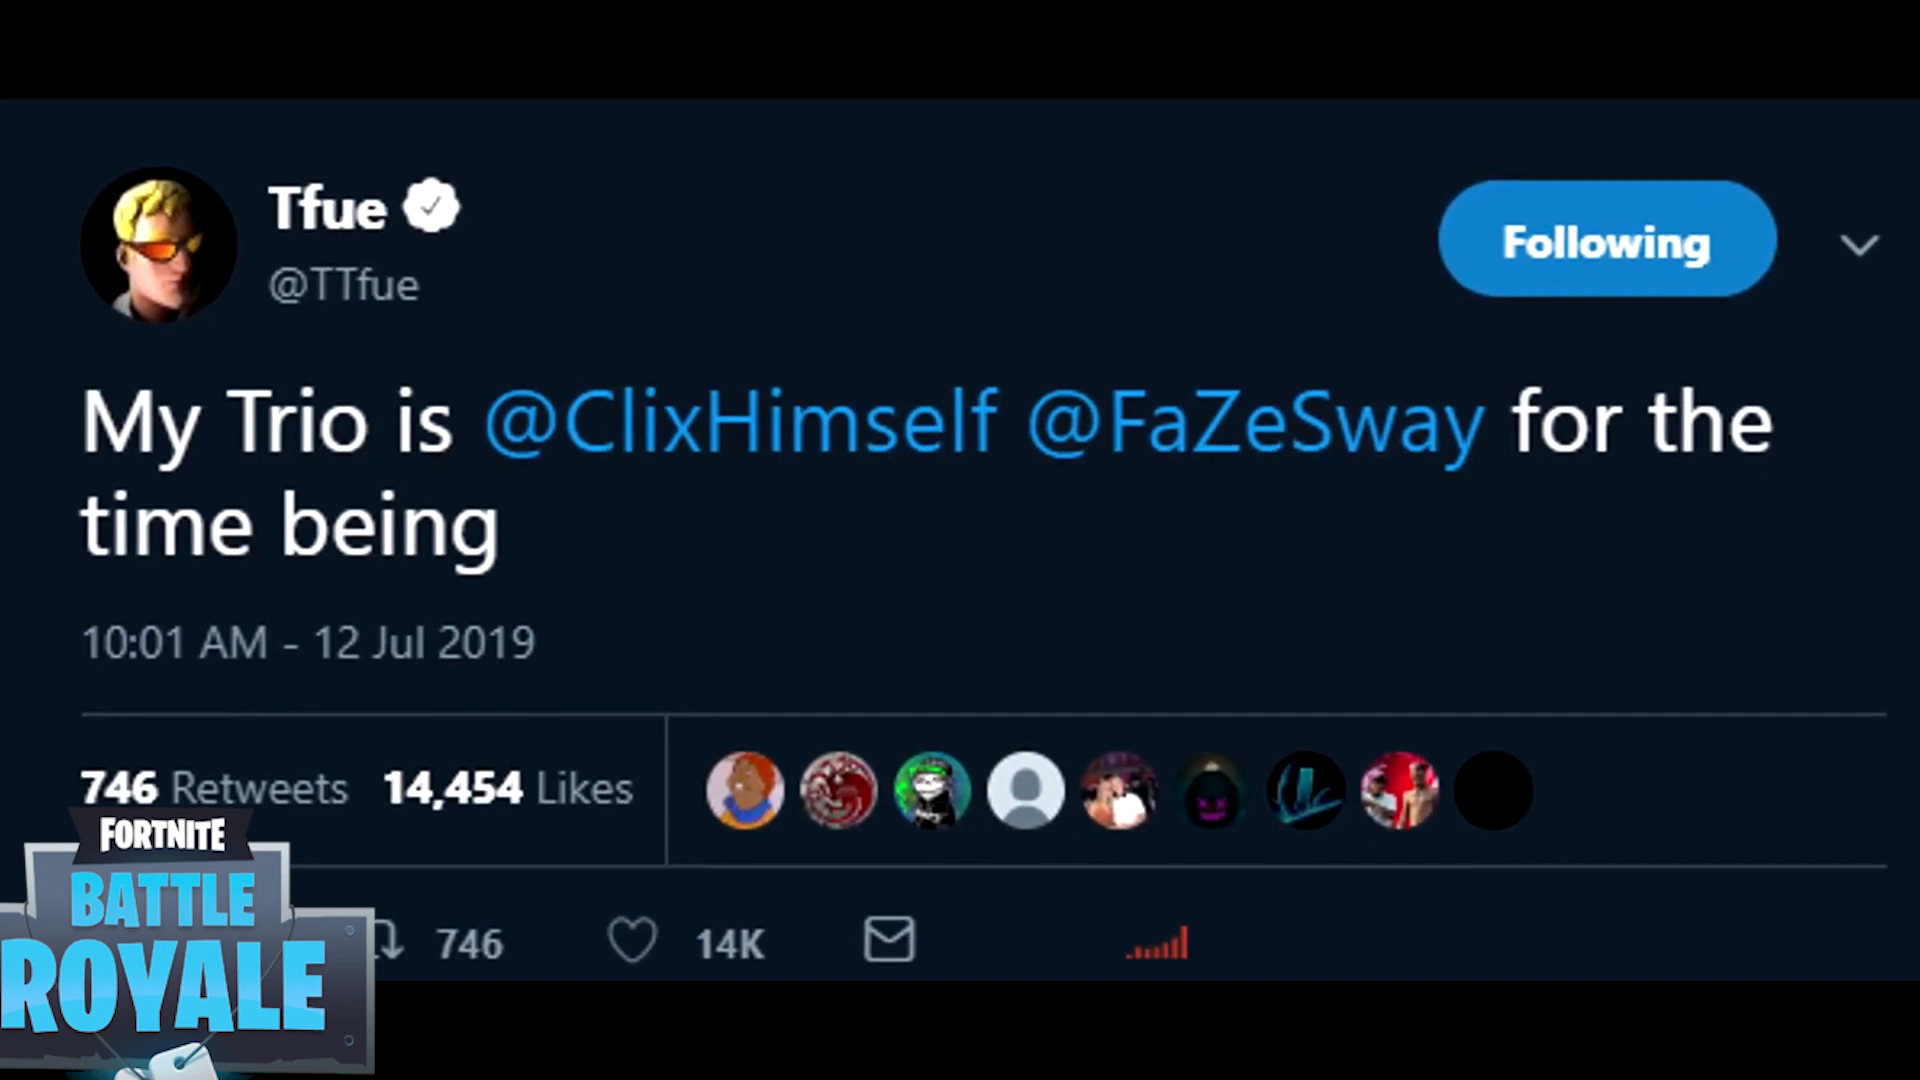 Tfue
@TTfue
Following
My Trio is @ClixHimself @FaZeSway for the
time being
10:01 AM - 12 Jul 2019
746 Retweets 14,454 Likes
746 14K
FORTNITE
BATTLE
ROYALE